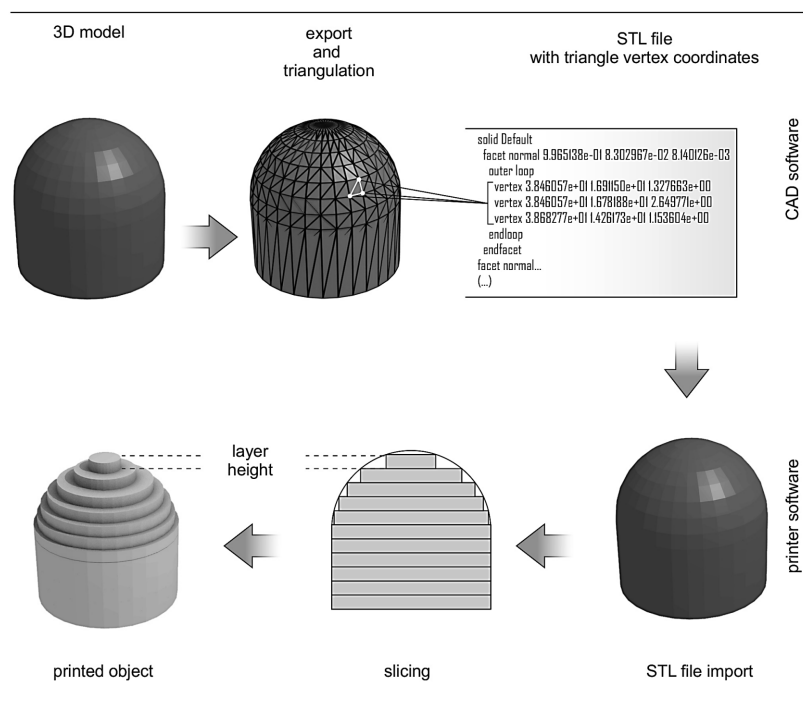 3D model
export
and
triangulation
STL file
with triangle vertex coordinates
solid Default
facet normal 9.965138e-01 8.302967e-02 8.140126e-03
outer loop
vertex 3.846057e+01 1.691150e+01 1.327663e+00
vertex 3.846057e+01 1.678188e+01 2.649771e+00
vertex 3.868277e+01 1.426173e+01 1.153604e+00
endloop
endfacet
facet normal...
(...)
CAD software
layer
height
printer software
printed object
slicing
STL file import